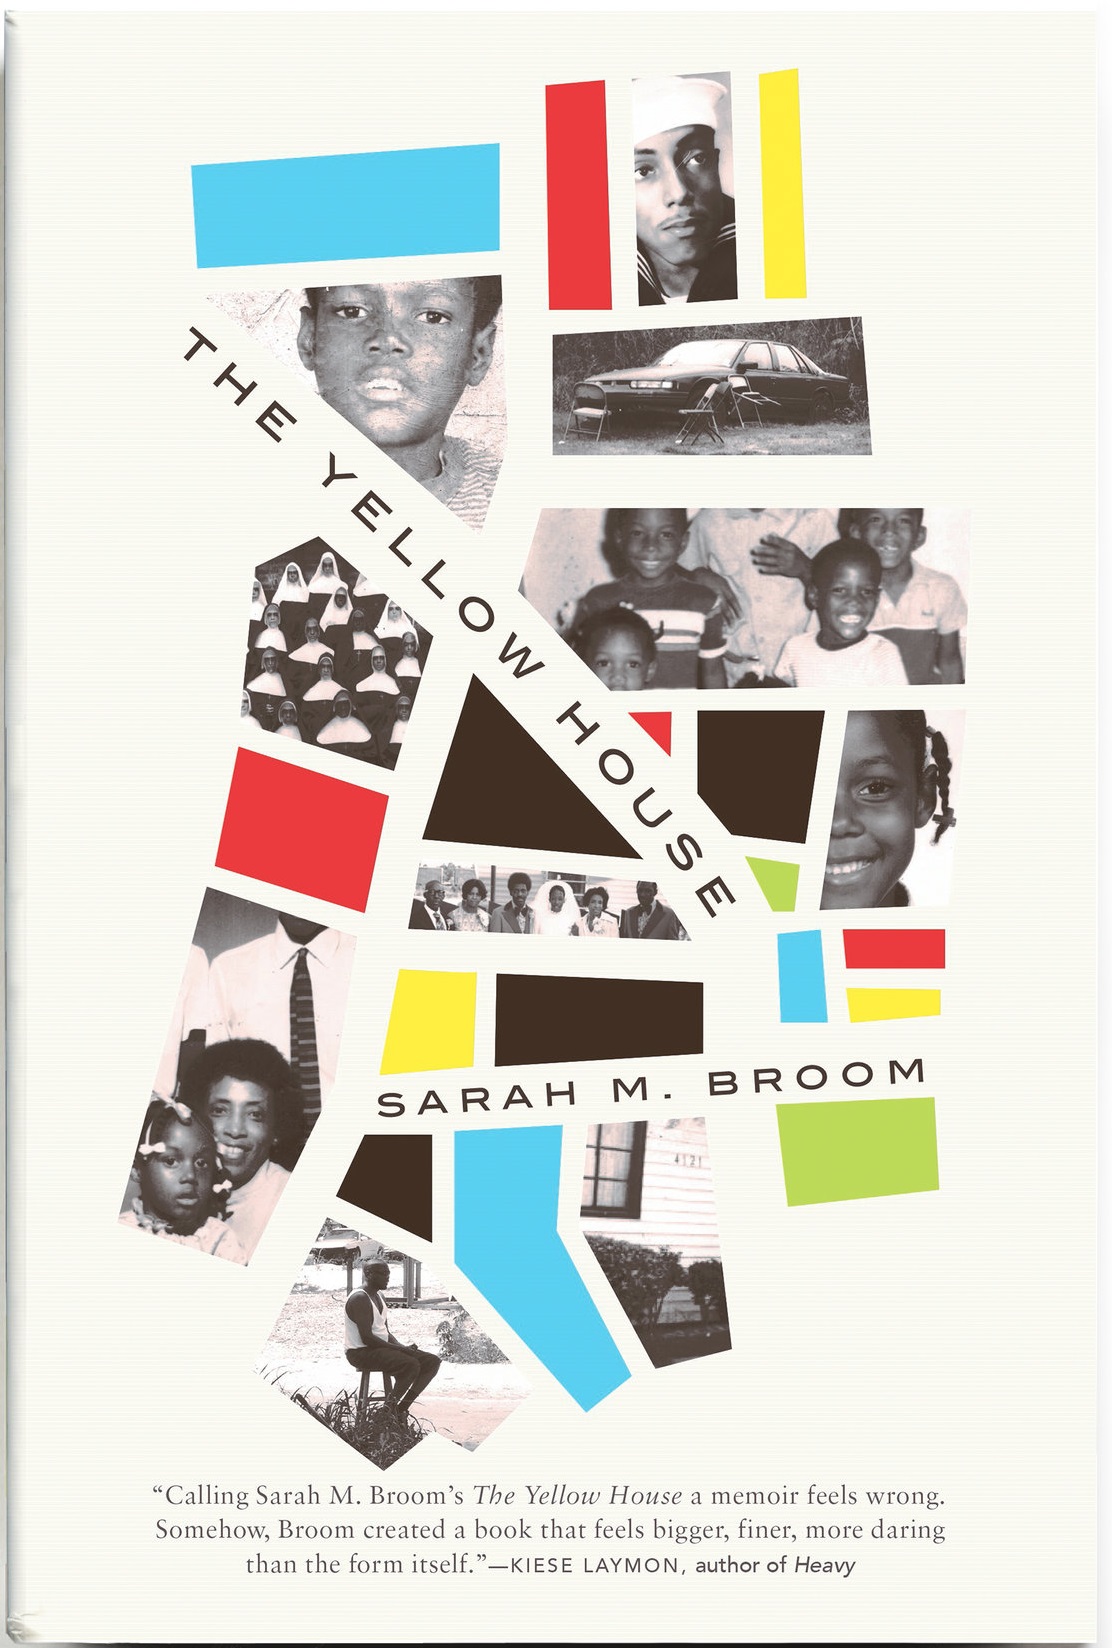 THE YELLOW HOUSE
SARAH M. BROOM
4121
“Calling Sarah M. Broom’s The Yellow House a memoir feels wrong.
Somehow, Broom created a book that feels bigger, finer, more daring
than the form itself.”—KIESE LAYMON, author of Heavy